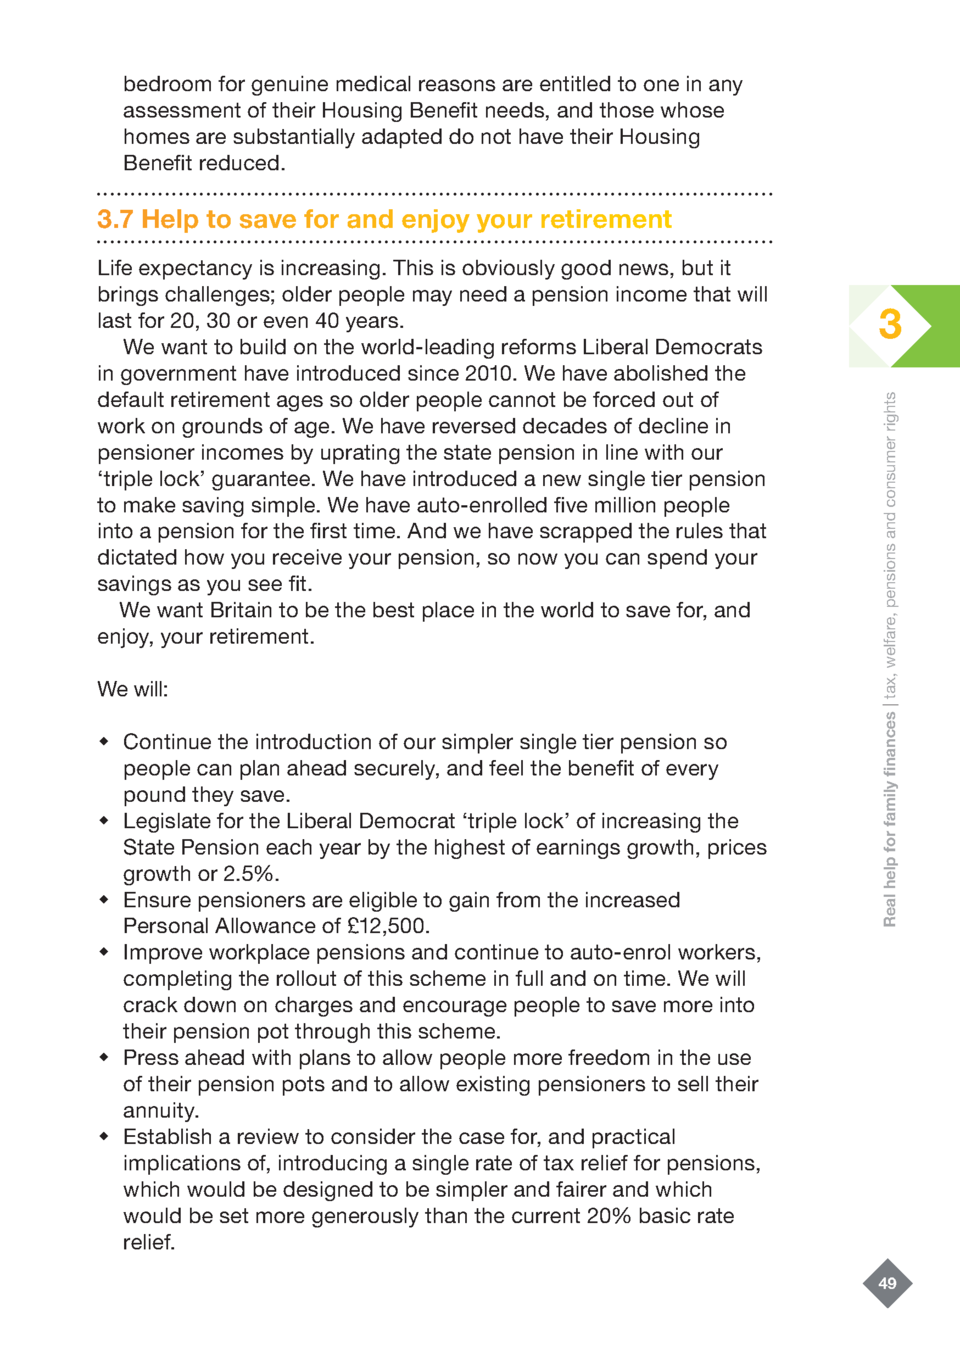 bedroom for genuine medical reasons are entitled to one in any
assessment of their Housing Benefit needs, and those whose
homes are substantially adapted do not have their Housing
Benefit reduced.
3.7 Help to save for and enjoy your retirement
Life expectancy is increasing. This is obviously good news, but it
brings challenges; older people may need a pension income that will
last for 20, 30 or even 40 years.
We want to build on the world-leading reforms Liberal Democrats
in government have introduced since 2010. We have abolished the
default retirement ages so older people cannot be forced out of
work on grounds of age. We have reversed decades of decline in
pensioner incomes by uprating the state pension in line with our
‘triple lock’ guarantee. We have introduced a new single tier pension
to make saving simple. We have auto-enrolled five million people
into a pension for the first time. And we have scrapped the rules that
dictated how you receive your pension, so now you can spend your
savings as you see fit.
We want Britain to be the best place in the world to save for, and
enjoy, your retirement.
We will:
◆ Continue the introduction of our simpler single tier pension so
people can plan ahead securely, and feel the benefit of every
pound they save.
◆ Legislate for the Liberal Democrat ‘triple lock’ of increasing the
State Pension each year by the highest of earnings growth, prices
growth or 2.5%.
◆ Ensure pensioners are eligible to gain from the increased
Personal Allowance of £12,500.
◆ Improve workplace pensions and continue to auto-enrol workers,
completing the rollout of this scheme in full and on time. We will
crack down on charges and encourage people to save more into
their pension pot through this scheme.
◆ Press ahead with plans to allow people more freedom in the use
of their pension pots and to allow existing pensioners to sell their
annuity.
◆ Establish a review to consider the case for, and practical
implications of, introducing a single rate of tax relief for pensions,
which would be designed to be simpler and fairer and which
would be set more generously than the current 20% basic rate
relief.
3
Real help for family finances | tax, welfare, pensions and consumer rights
49